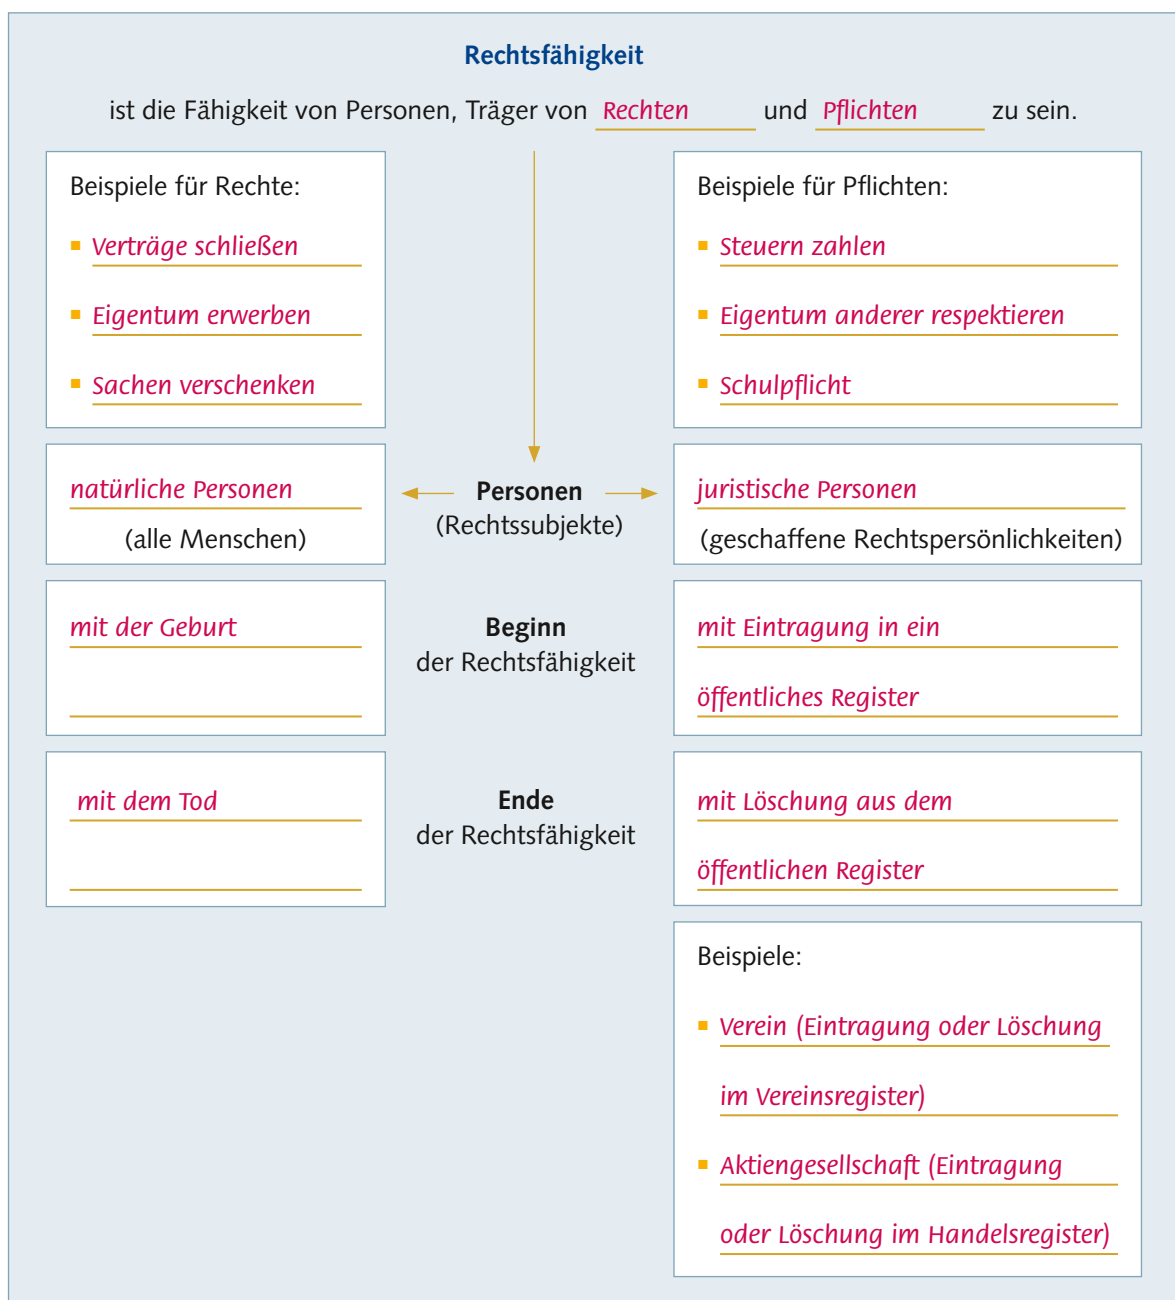 Rechtsfähigkeit
ist die Fähigkeit von Personen, Träger von Rechten und Pflichten zu sein.
Beispiele für Rechte:
Verträge schließen
Eigentum erwerben
Sachen verschenken
Beispiele für Pflichten:
Steuern zahlen
Eigentum anderer respektieren
Schulpflicht
natürliche Personen
(alle Menschen)
Personen
(Rechtssubjekte)
juristische Personen
(geschaffene Rechtspersönlichkeiten)
mit der Geburt
Beginn
der Rechtsfähigkeit
mit Eintragung in ein
öffentliches Register
mit dem Tod
Ende
der Rechtsfähigkeit
mit Löschung aus dem
öffentlichen Register
Beispiele:
Verein (Eintragung oder Löschung
im Vereinsregister)
Aktiengesellschaft (Eintragung
oder Löschung im Handelsregister)